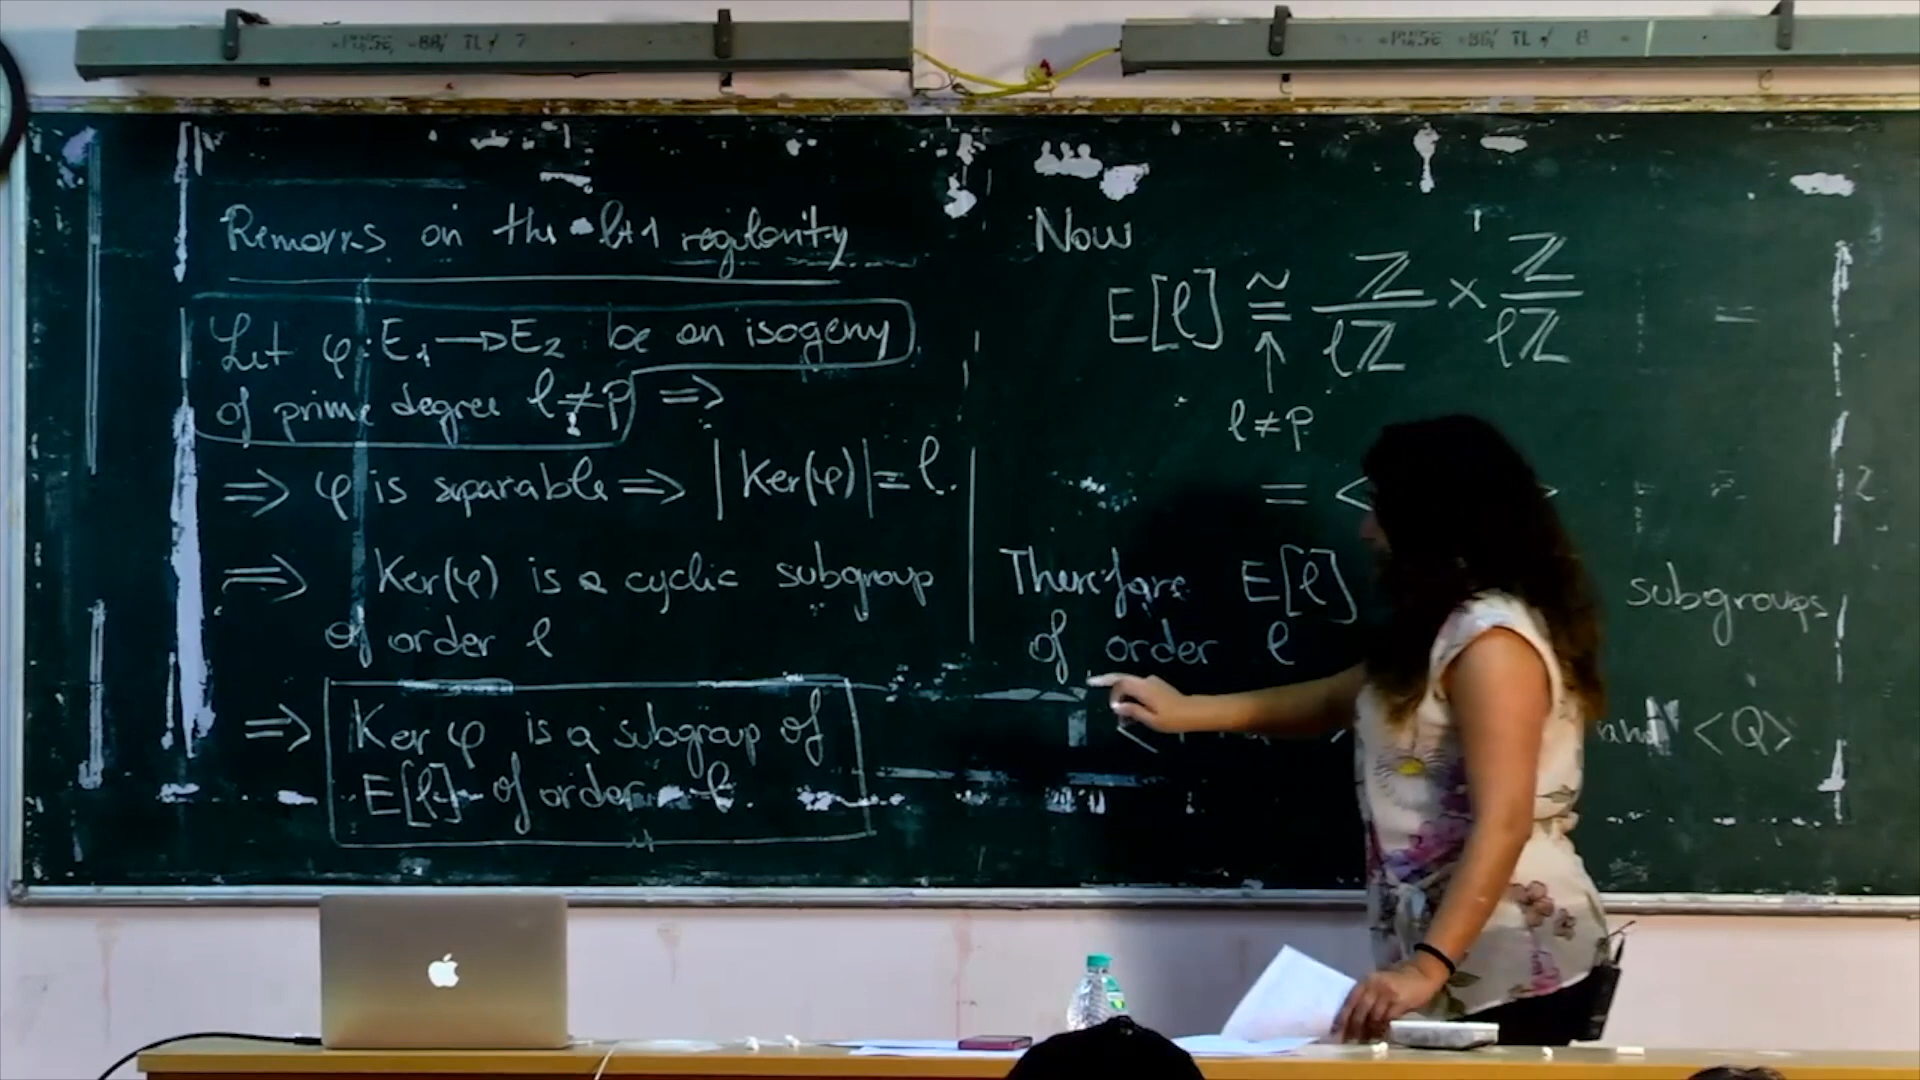 Remarks on the l+1 regularity
Let φ: E₁ → E₂ be an isogeny
of prime degree l ≠ p ⇒
⇒ φ is separable ⇒ |Ker(φ)| = l.
⇒ Ker(φ) is a cyclic subgroup
of order l
⇒ Ker φ is a subgroup of
E[l] of order l.
Now
E[l] ≅ ℤ/lℤ × ℤ/lℤ
↑
l ≠ p
= <
Therefore E[l] subgroups
of order l
< > and <Q>